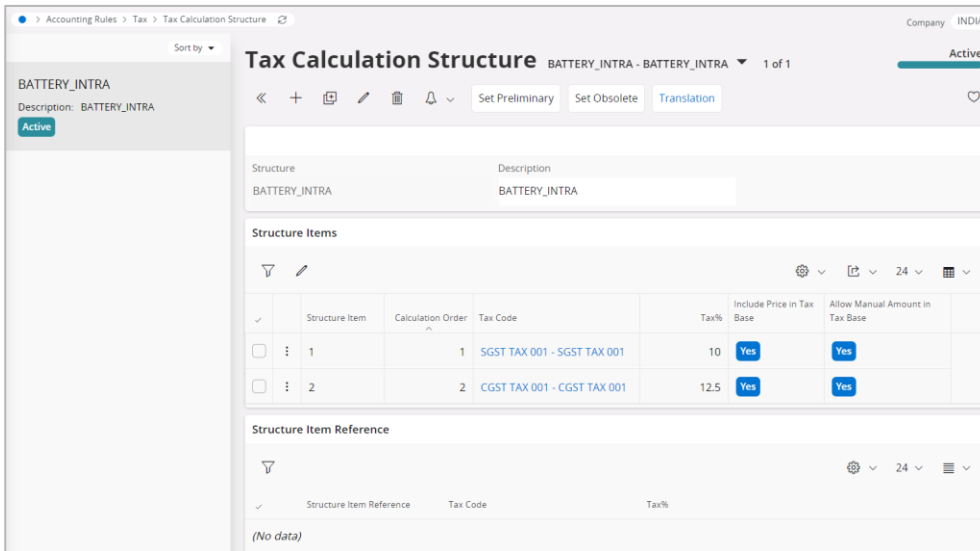 > Accounting Rules > Tax > Tax Calculation Structure
Company INDIA
Sort by
BATTERY_INTRA
Description: BATTERY_INTRA
Active
Tax Calculation Structure BATTERY_INTRA - BATTERY_INTRA 1 of 1
Active
Set Preliminary Set Obsolete Translation
Structure Description
BATTERY_INTRA BATTERY_INTRA
Structure Items
24
Structure Item Calculation Order Tax Code Tax% Include Price in Tax Base Allow Manual Amount in Tax Base
1 1 SGST TAX 001 - SGST TAX 001 10 Yes Yes
2 2 CGST TAX 001 - CGST TAX 001 12.5 Yes Yes
Structure Item Reference
24
Structure Item Reference Tax Code Tax%
(No data)